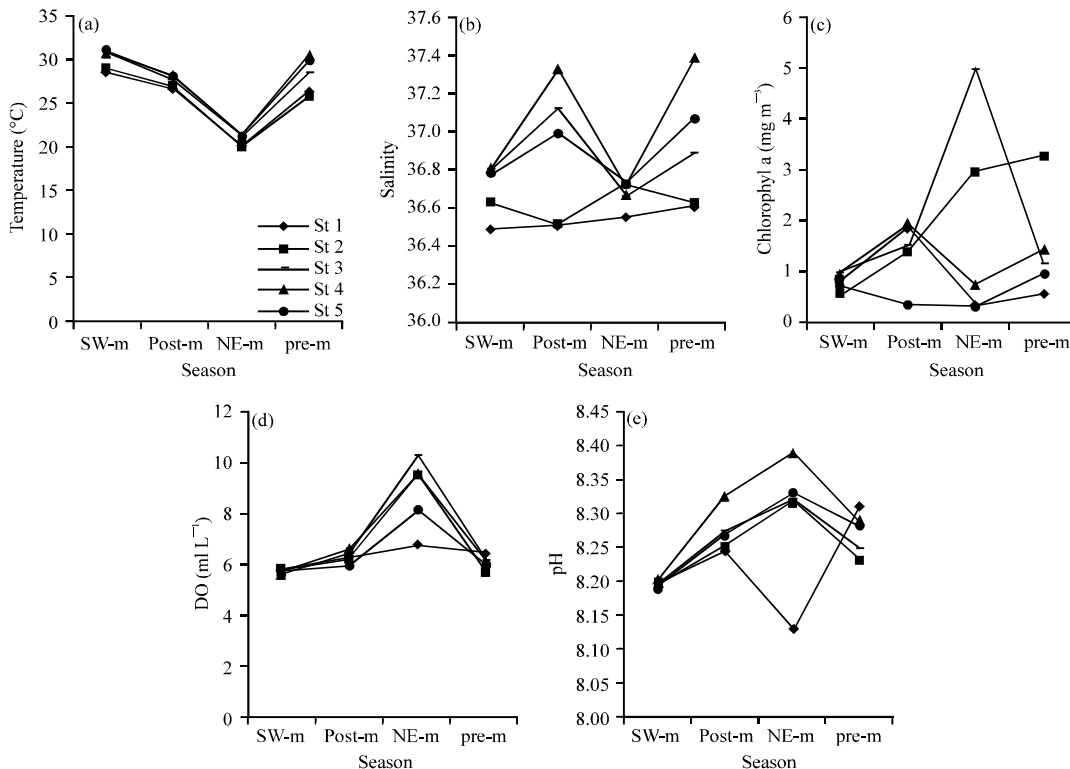 (a)
Temperature (°C)
35
30
25
20
15
10
5
0
SW-m Post-m NE-m pre-m
Season
St 1
St 2
St 3
St 4
St 5
(b)
Salinity
37.6
37.4
37.2
37.0
36.8
36.6
36.4
36.2
36.0
SW-m Post-m NE-m pre-m
Season
(c)
Chlorophyl a (mg m⁻³)
6
5
4
3
2
1
0
SW-m Post-m NE-m pre-m
Season
(d)
DO (ml L⁻¹)
12
10
8
6
4
2
0
SW-m Post-m NE-m pre-m
Season
(e)
pH
8.45
8.40
8.35
8.30
8.25
8.20
8.15
8.10
8.05
8.00
SW-m Post-m NE-m pre-m
Season